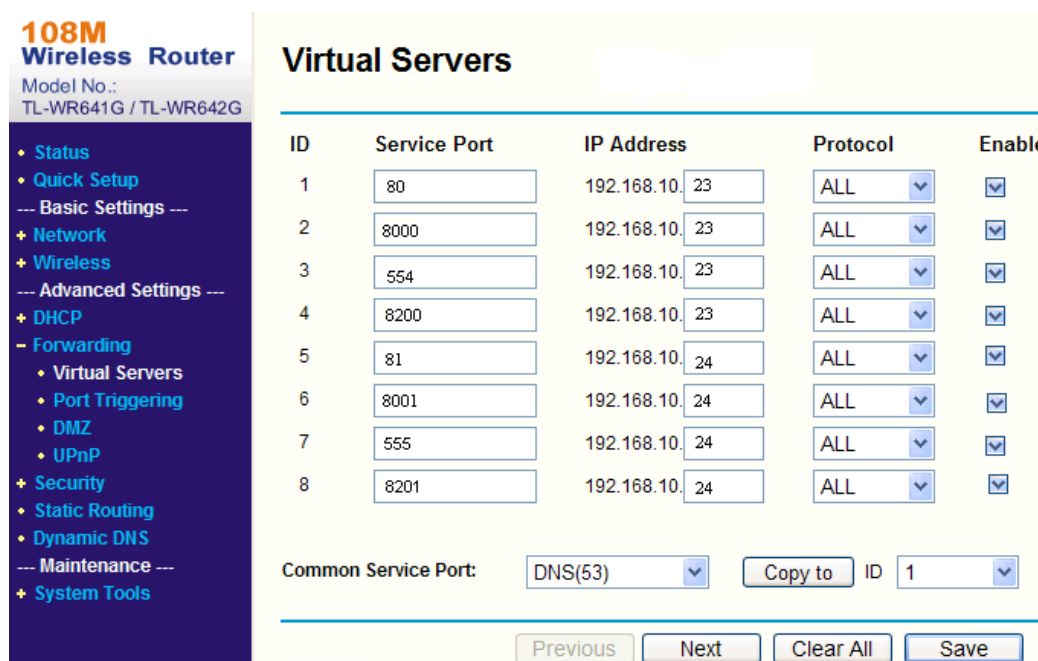 108M
Wireless Router
Model No.:
TL-WR641G / TL-WR642G
Status
Quick Setup
--- Basic Settings ---
Network
Wireless
--- Advanced Settings ---
DHCP
Forwarding
Virtual Servers
Port Triggering
DMZ
UPnP
Security
Static Routing
Dynamic DNS
--- Maintenance ---
System Tools
Virtual Servers
ID Service Port IP Address Protocol Enable
1 80 192.168.10. 23 ALL
2 8000 192.168.10. 23 ALL
3 554 192.168.10. 23 ALL
4 8200 192.168.10. 23 ALL
5 81 192.168.10. 24 ALL
6 8001 192.168.10. 24 ALL
7 555 192.168.10. 24 ALL
8 8201 192.168.10. 24 ALL
Common Service Port: DNS(53) Copy to ID 1
Previous Next Clear All Save